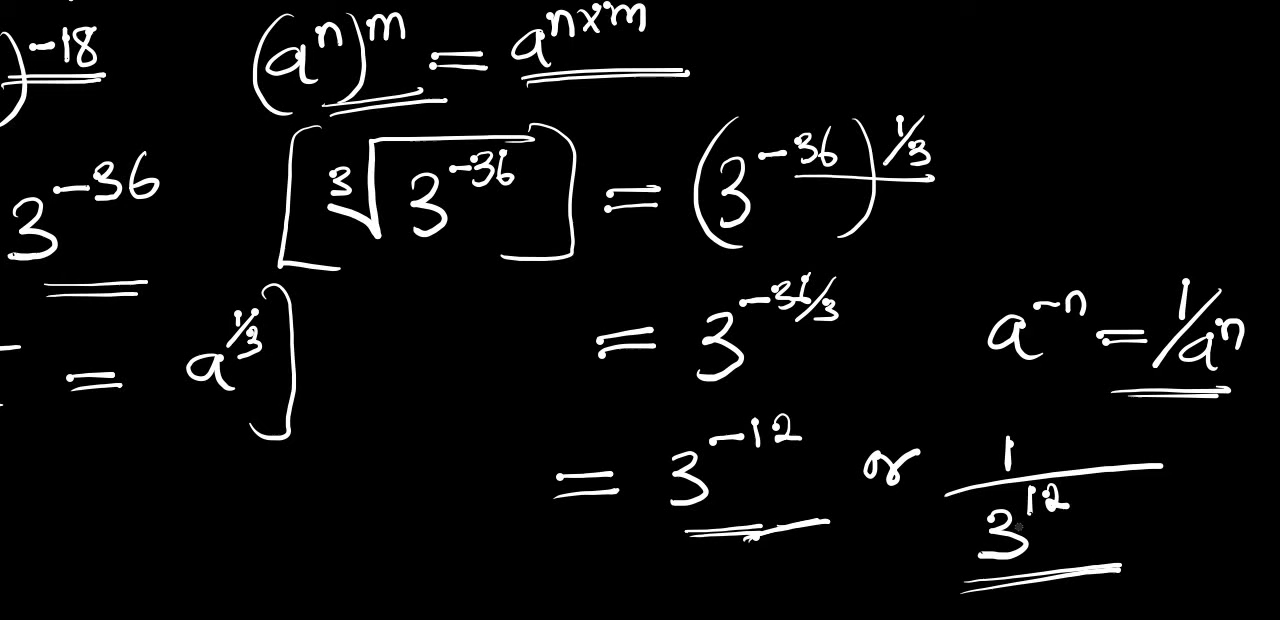 )^{-18} (a^n)^m = a^{n×m}
3^{-36} [∛3^{-36}] = (3^{-36})^{1/3}
= a^{1/3}] = 3^{-36/3} a^{-n} = 1/a^n
= 3^{-12} or 1/3^{12}